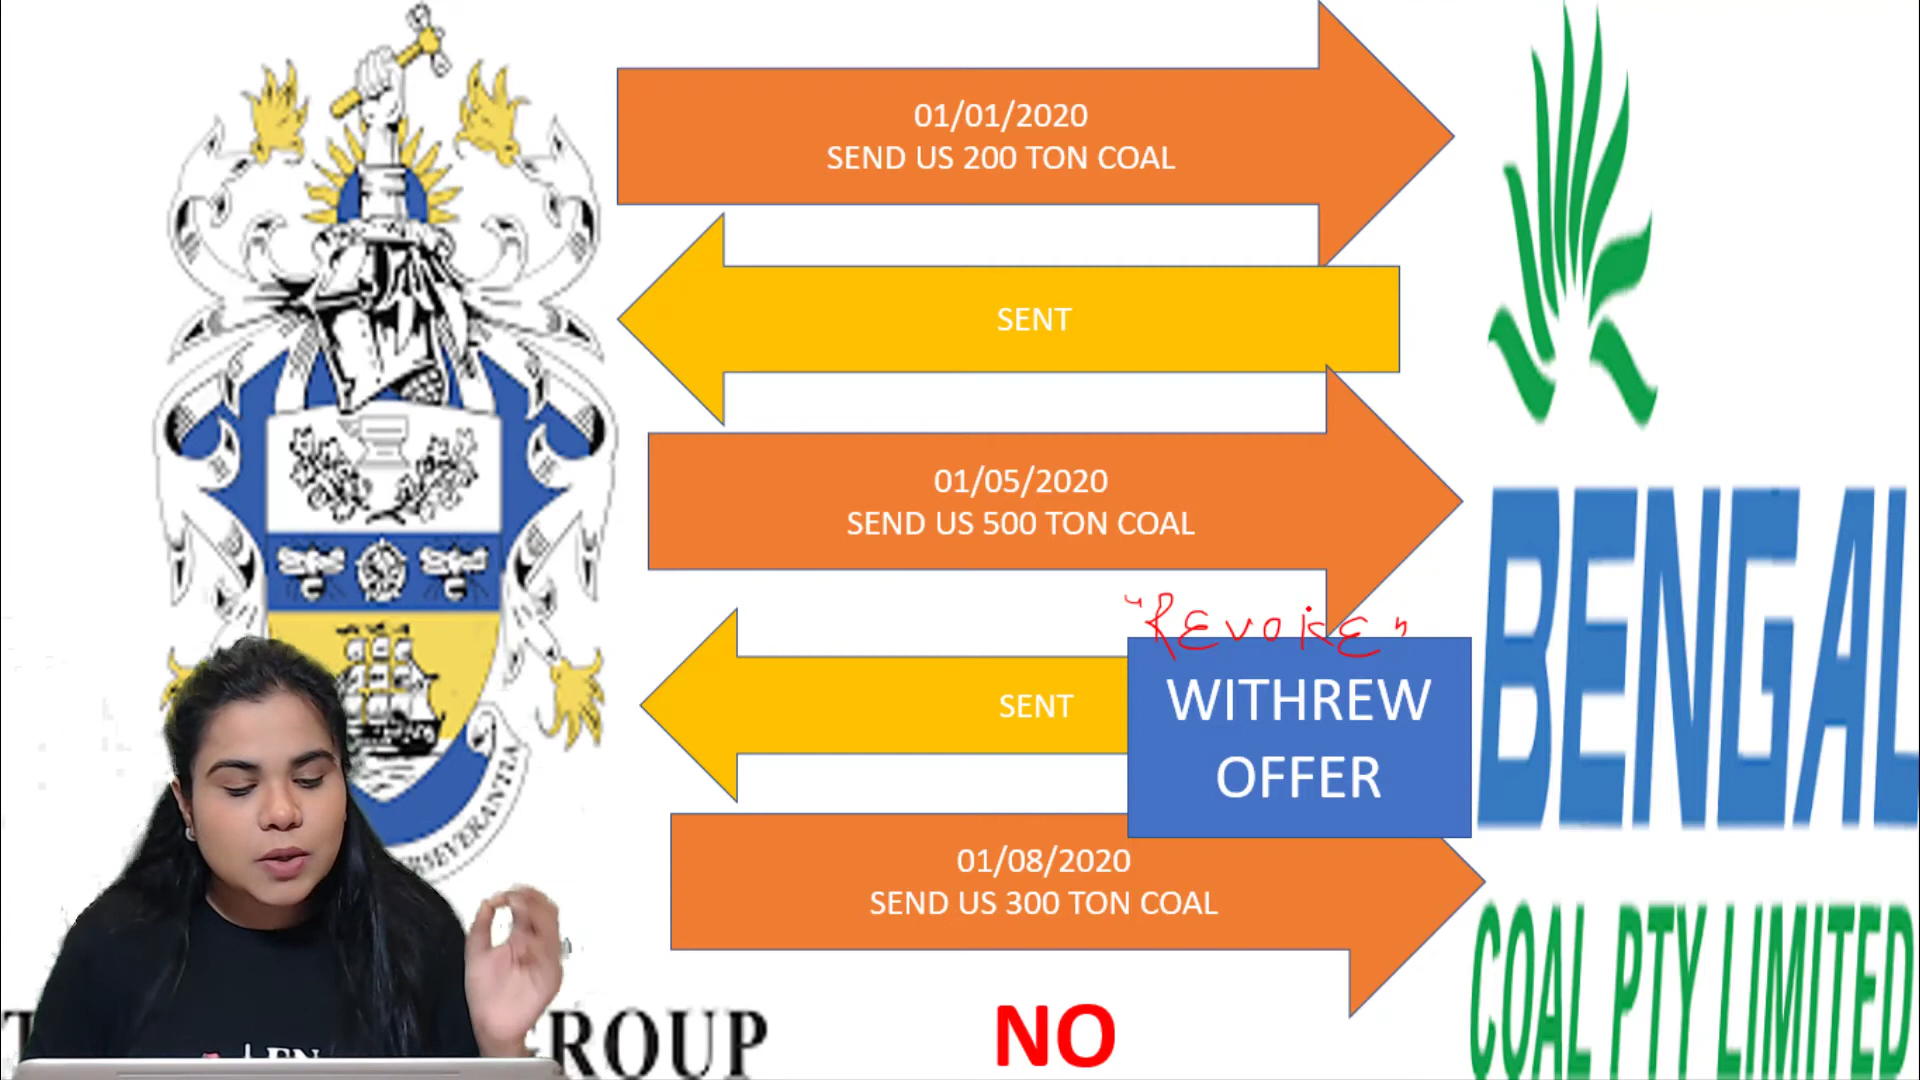 01/01/2020
SEND US 200 TON COAL
SENT
01/05/2020
SEND US 500 TON COAL
"REVOKE"
SENT
WITHREW
OFFER
BENGAL
COAL PTY LIMITED
01/08/2020
SEND US 300 TON COAL
NO